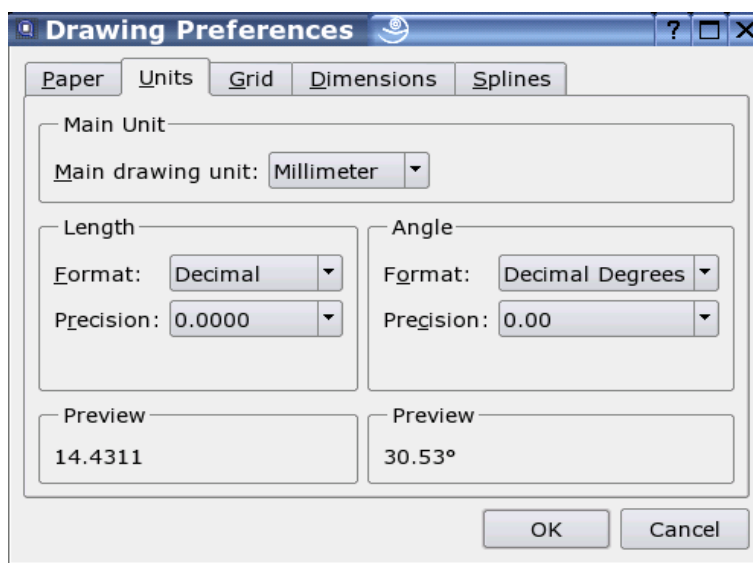 Drawing Preferences
Paper Units Grid Dimensions Splines
Main Unit
Main drawing unit: Millimeter
Length
Format: Decimal
Precision: 0.0000
Angle
Format: Decimal Degrees
Precision: 0.00
Preview
14.4311
Preview
30.53°
OK Cancel